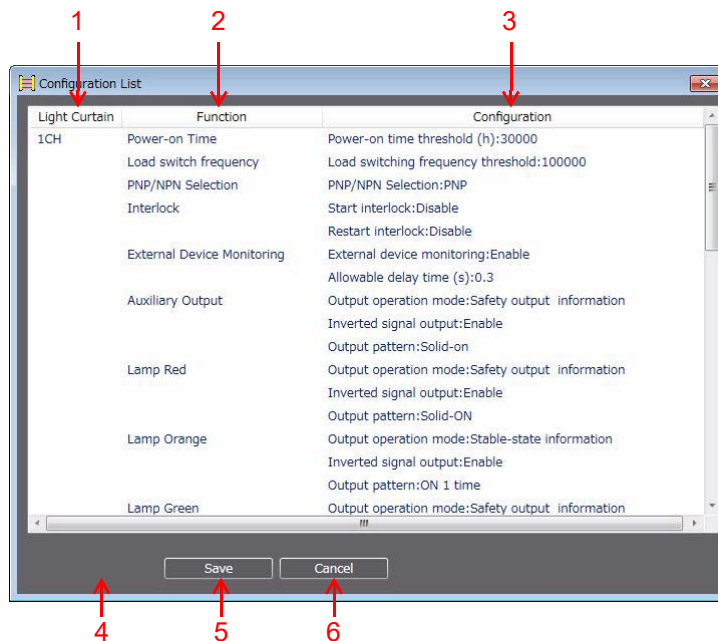 1 2 3
Configuration List
Light Curtain Function Configuration
1CH Power-on Time Power-on time threshold (h):30000
Load switch frequency Load switching frequency threshold:100000
PNP/NPN Selection PNP/NPN Selection:PNP
Interlock Start interlock:Disable
Restart interlock:Disable
External Device Monitoring External device monitoring:Enable
Allowable delay time (s):0.3
Auxiliary Output Output operation mode:Safety output information
Inverted signal output:Enable
Output pattern:Solid-on
Lamp Red Output operation mode:Safety output information
Inverted signal output:Enable
Output pattern:Solid-ON
Lamp Orange Output operation mode:Stable-state information
Inverted signal output:Enable
Output pattern:ON 1 time
Lamp Green Output operation mode:Safety output information
Save Cancel
4 5 6